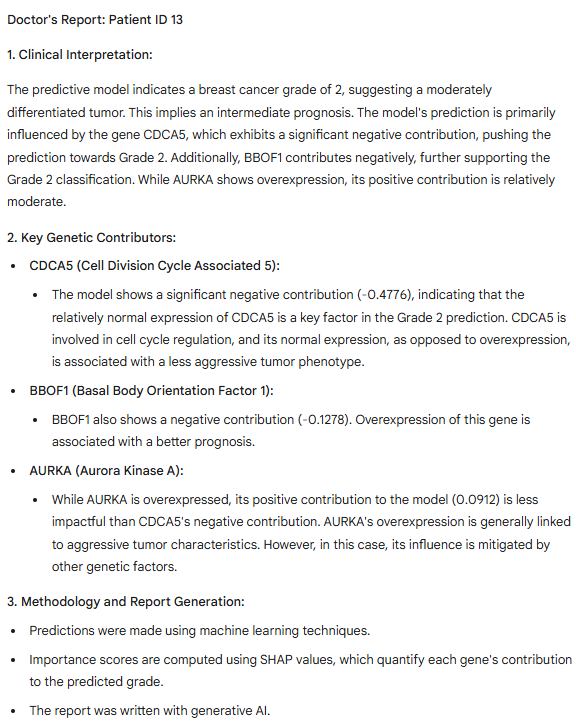 Doctor's Report: Patient ID 13
1. Clinical Interpretation:
The predictive model indicates a breast cancer grade of 2, suggesting a moderately
differentiated tumor. This implies an intermediate prognosis. The model's prediction is primarily
influenced by the gene CDCA5, which exhibits a significant negative contribution, pushing the
prediction towards Grade 2. Additionally, BBOF1 contributes negatively, further supporting the
Grade 2 classification. While AURKA shows overexpression, its positive contribution is relatively
moderate.
2. Key Genetic Contributors:
• CDCA5 (Cell Division Cycle Associated 5):
• The model shows a significant negative contribution (-0.4776), indicating that the
relatively normal expression of CDCA5 is a key factor in the Grade 2 prediction. CDCA5 is
involved in cell cycle regulation, and its normal expression, as opposed to overexpression,
is associated with a less aggressive tumor phenotype.
• BBOF1 (Basal Body Orientation Factor 1):
• BBOF1 also shows a negative contribution (-0.1278). Overexpression of this gene is
associated with a better prognosis.
• AURKA (Aurora Kinase A):
• While AURKA is overexpressed, its positive contribution to the model (0.0912) is less
impactful than CDCA5's negative contribution. AURKA's overexpression is generally linked
to aggressive tumor characteristics. However, in this case, its influence is mitigated by
other genetic factors.
3. Methodology and Report Generation:
• Predictions were made using machine learning techniques.
• Importance scores are computed using SHAP values, which quantify each gene's contribution
to the predicted grade.
• The report was written with generative AI.